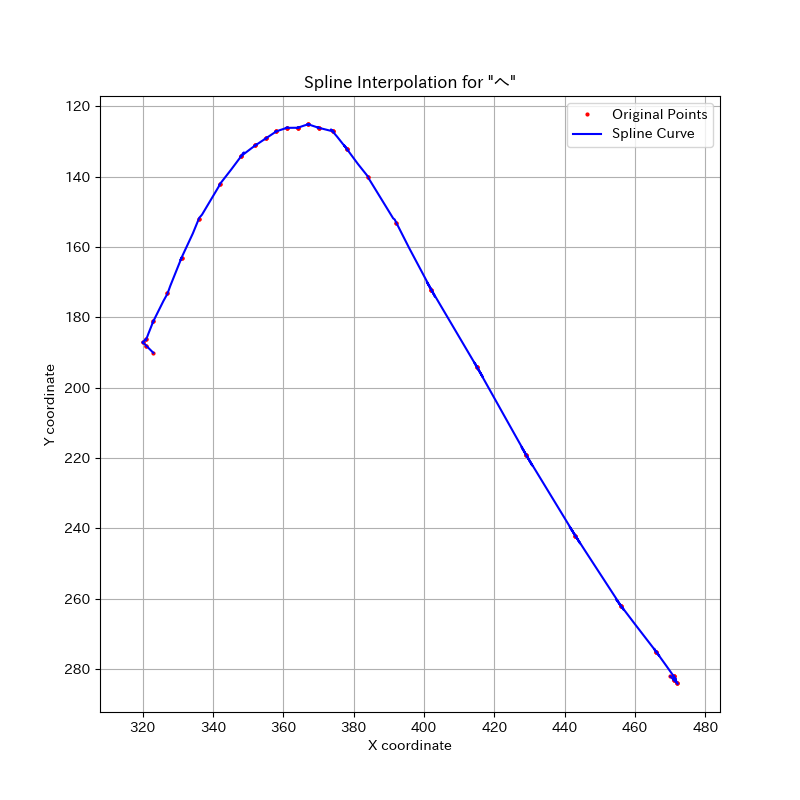 Spline Interpolation for "へ"
Original Points
Spline Curve
120
140
160
180
200
220
240
260
280
Y coordinate
320 340 360 380 400 420 440 460 480
X coordinate